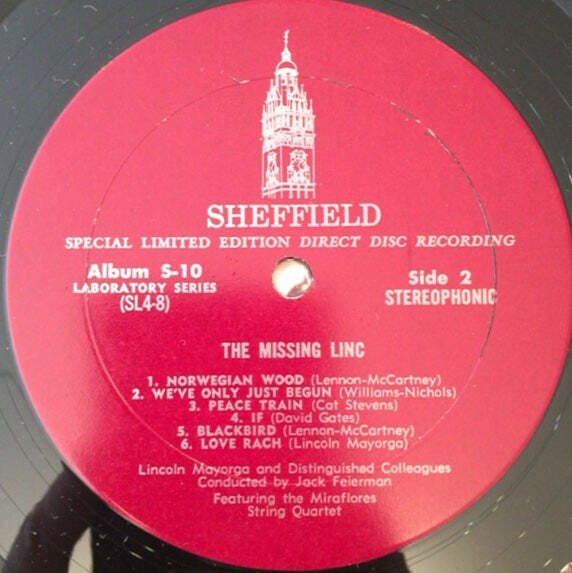 SHEFFIELD
SPECIAL LIMITED EDITION DIRECT DISC RECORDING
Album S-10
LABORATORY SERIES
(SL4-8)
Side 2
STEREOPHONIC
THE MISSING LINC
1. NORWEGIAN WOOD (Lennon-McCartney)
2. WE'VE ONLY JUST BEGUN (Williams-Nichols)
3. PEACE TRAIN (Cat Stevens)
4. IF (David Gates)
5. BLACKBIRD (Lennon-McCartney)
6. LOVE RACH (Lincoln Mayorga)
Lincoln Mayorga and Distinguished Colleagues
Conducted by Jack Feierman
Featuring the Miraflores
String Quartet